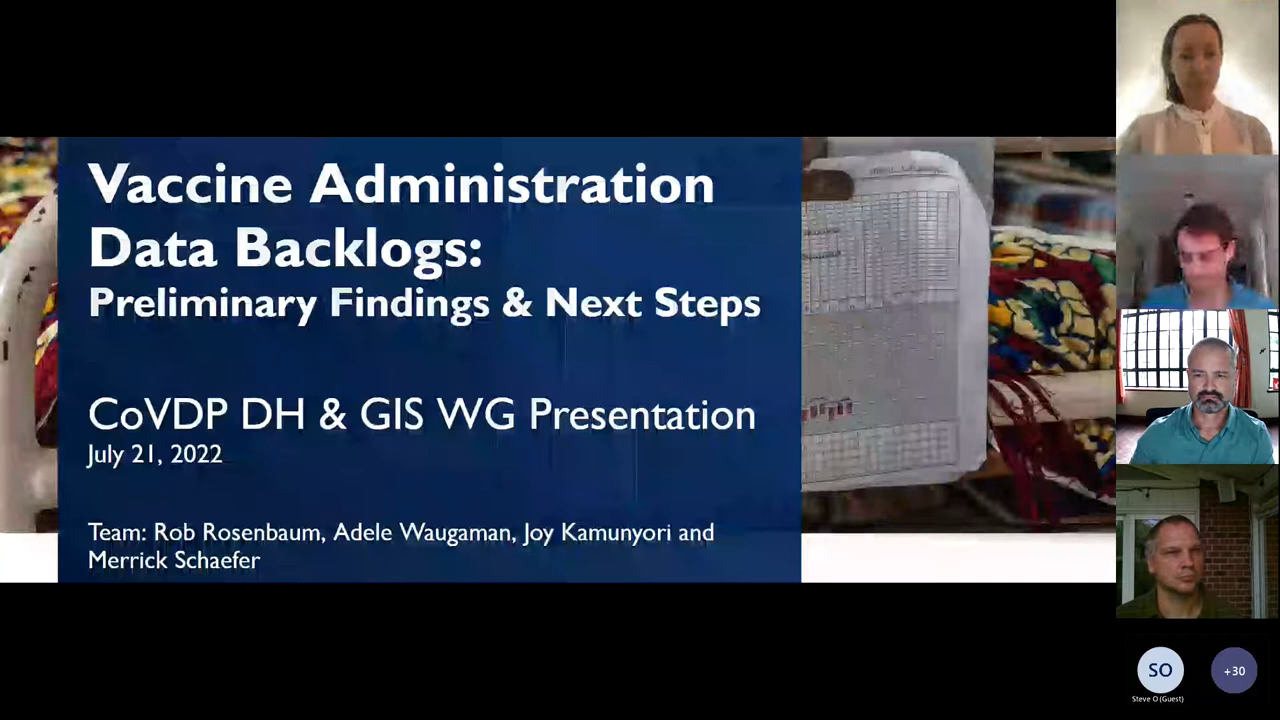 Vaccine Administration
Data Backlogs:
Preliminary Findings & Next Steps
CoVDP DH & GIS WG Presentation
July 21, 2022
Team: Rob Rosenbaum, Adele Waugaman, Joy Kamunyori and
Merrick Schaefer
SO
+30
Steve O (Guest)